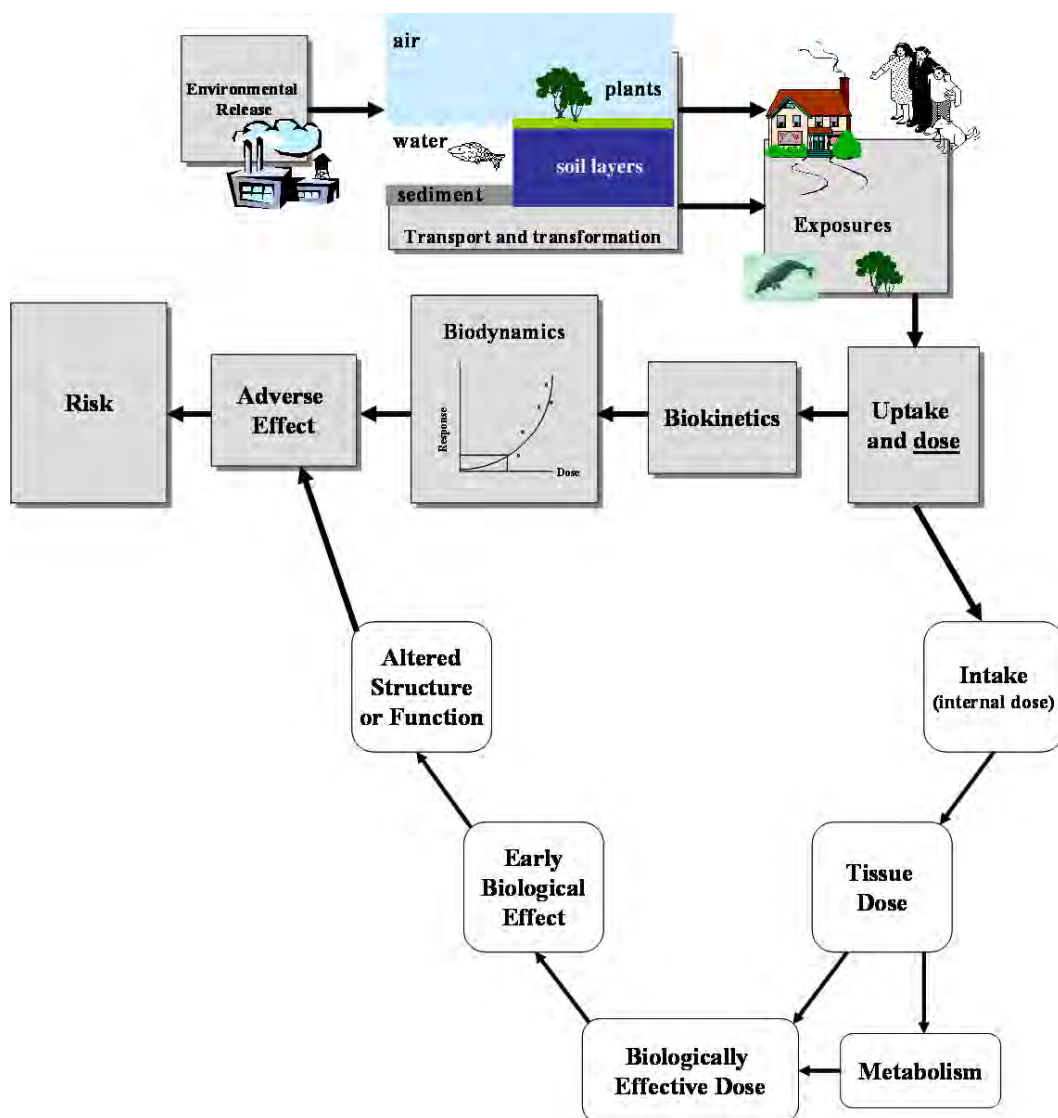 air
Environmental
Release
plants
water
soil layers
sediment
Transport and transformation
Exposures
Risk
Adverse
Effect
Biodynamics
Response
Dose
Biokinetics
Uptake
and dose
Altered
Structure
or Function
Intake
(internal dose)
Early
Biological
Effect
Tissue
Dose
Biologically
Effective Dose
Metabolism